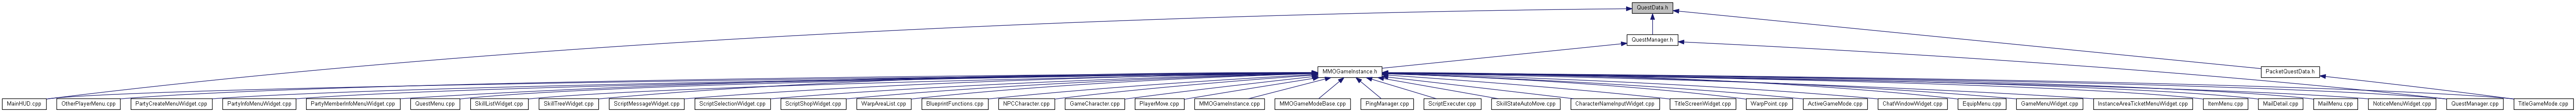 QuestData.h
QuestManager.h
MMOGameInstance.h
PacketQuestData.h
MainHUD.cpp
OtherPlayerMenu.cpp
PartyCreateMenuWidget.cpp
PartyInfoMenuWidget.cpp
PartyMemberInfoMenuWidget.cpp
QuestMenu.cpp
SkillListWidget.cpp
SkillTreeWidget.cpp
ScriptMessageWidget.cpp
ScriptSelectionWidget.cpp
ScriptShopWidget.cpp
WarpAreaList.cpp
BlueprintFunctions.cpp
NPCCharacter.cpp
GameCharacter.cpp
PlayerMove.cpp
MMOGameInstance.cpp
MMOGameModeBase.cpp
PingManager.cpp
ScriptExecuter.cpp
SkillStateAutoMove.cpp
CharacterNameInputWidget.cpp
TitleScreenWidget.cpp
WarpPoint.cpp
ActiveGameMode.cpp
ChatWindowWidget.cpp
EquipMenu.cpp
GameMenuWidget.cpp
InstanceAreaTicketMenuWidget.cpp
ItemMenu.cpp
MailDetail.cpp
MailMenu.cpp
NoticeMenuWidget.cpp
QuestManager.cpp
TitleGameMode.cpp